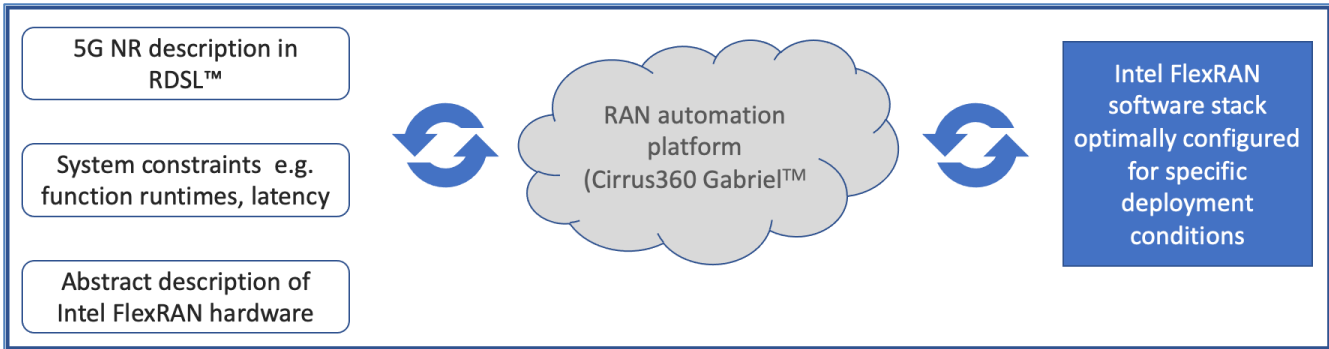 5G NR description in
RDSL™
System constraints e.g.
function runtimes, latency
Abstract description of
Intel FlexRAN hardware
RAN automation
platform
(Cirrus360 Gabriel™
Intel FlexRAN
software stack
optimally configured
for specific
deployment
conditions